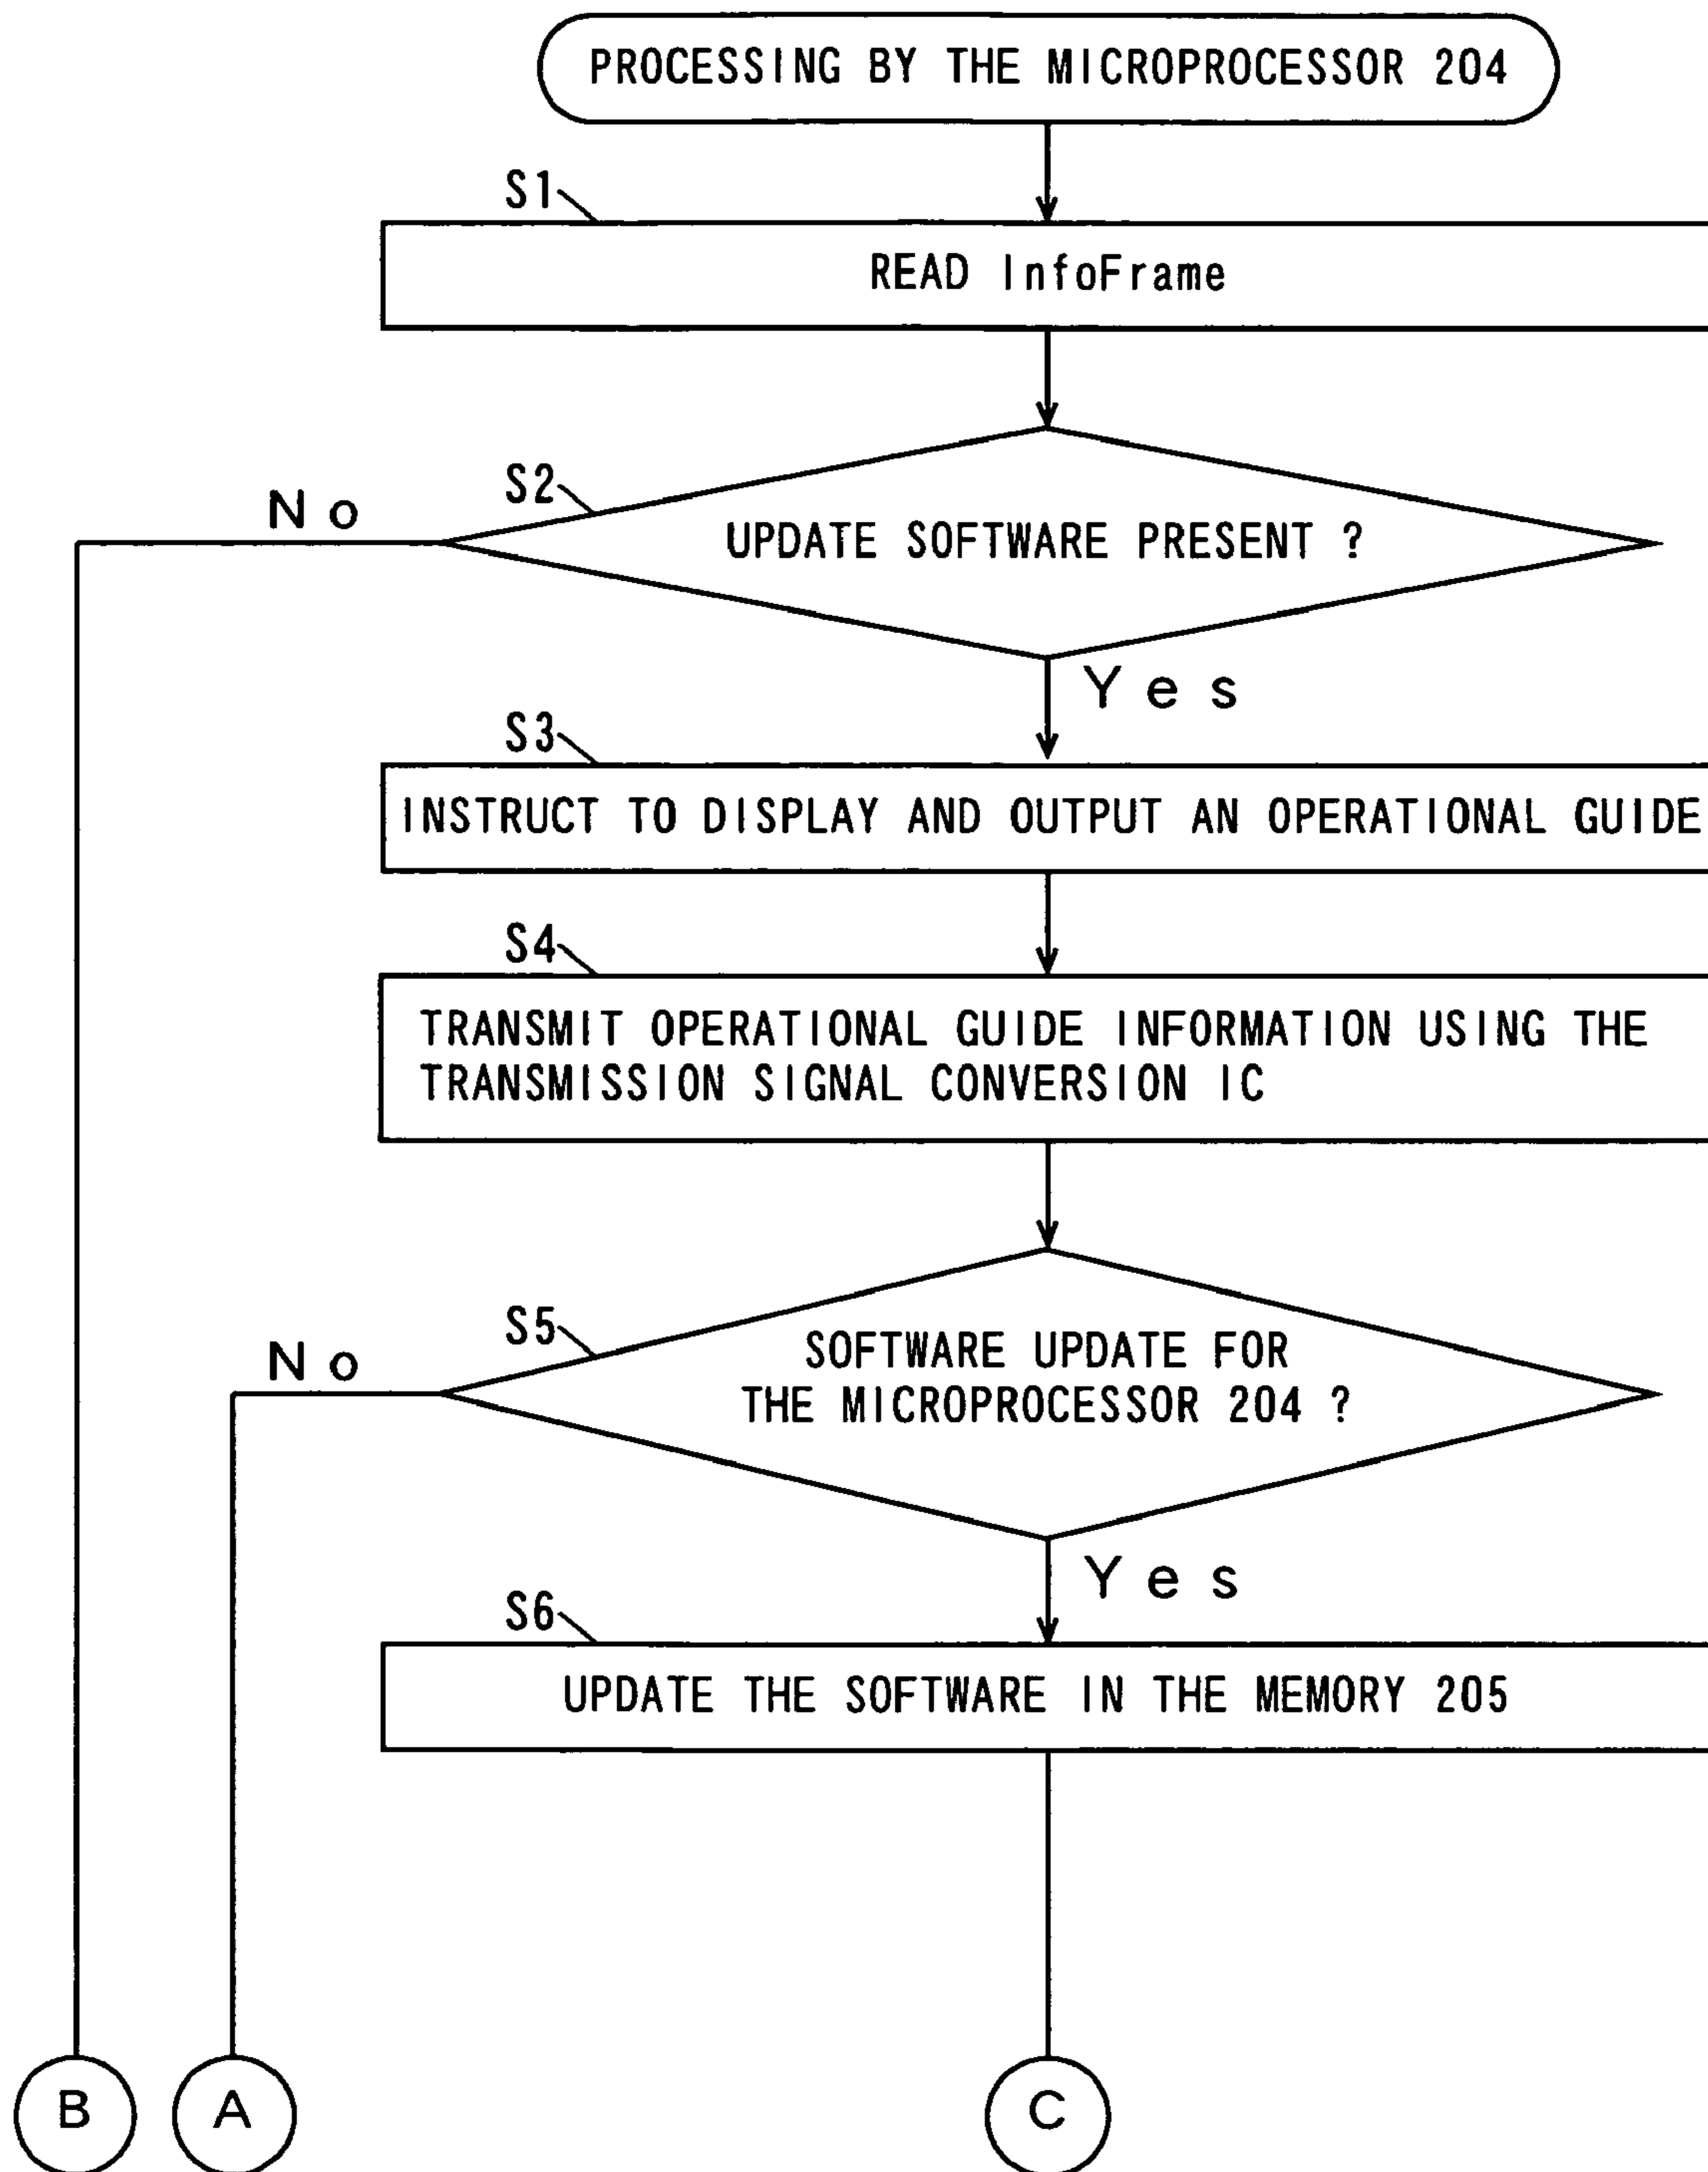 PROCESSING BY THE MICROPROCESSOR 204
S1
READ InfoFrame
S2
No
UPDATE SOFTWARE PRESENT ?
Yes
S3
INSTRUCT TO DISPLAY AND OUTPUT AN OPERATIONAL GUIDE
S4
TRANSMIT OPERATIONAL GUIDE INFORMATION USING THE
TRANSMISSION SIGNAL CONVERSION IC
S5
No
SOFTWARE UPDATE FOR
THE MICROPROCESSOR 204 ?
Yes
S6
UPDATE THE SOFTWARE IN THE MEMORY 205
B
A
C